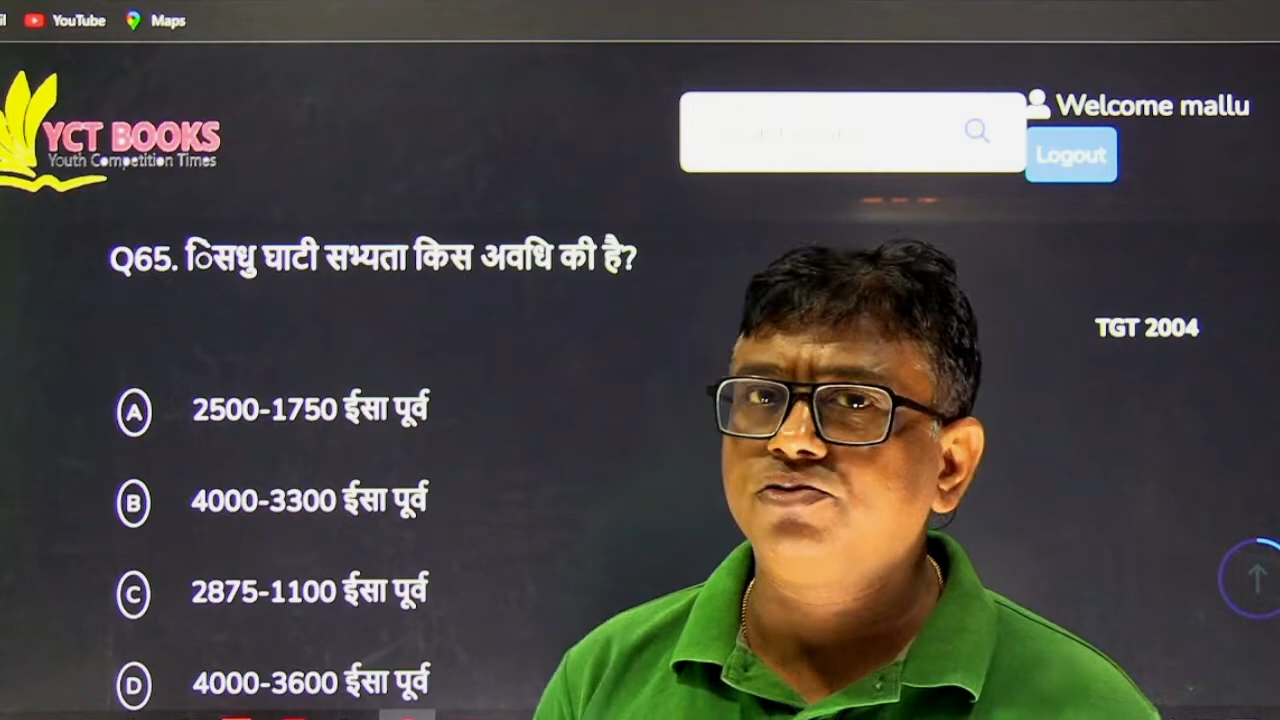 YouTube Maps
YCT BOOKS
Youth Competition Times
Welcome mallu
Logout
Q65. िसधु घाटी सभ्यता किस अवधि की है?
TGT 2004
A 2500-1750 ईसा पूर्व
B 4000-3300 ईसा पूर्व
C 2875-1100 ईसा पूर्व
D 4000-3600 ईसा पूर्व